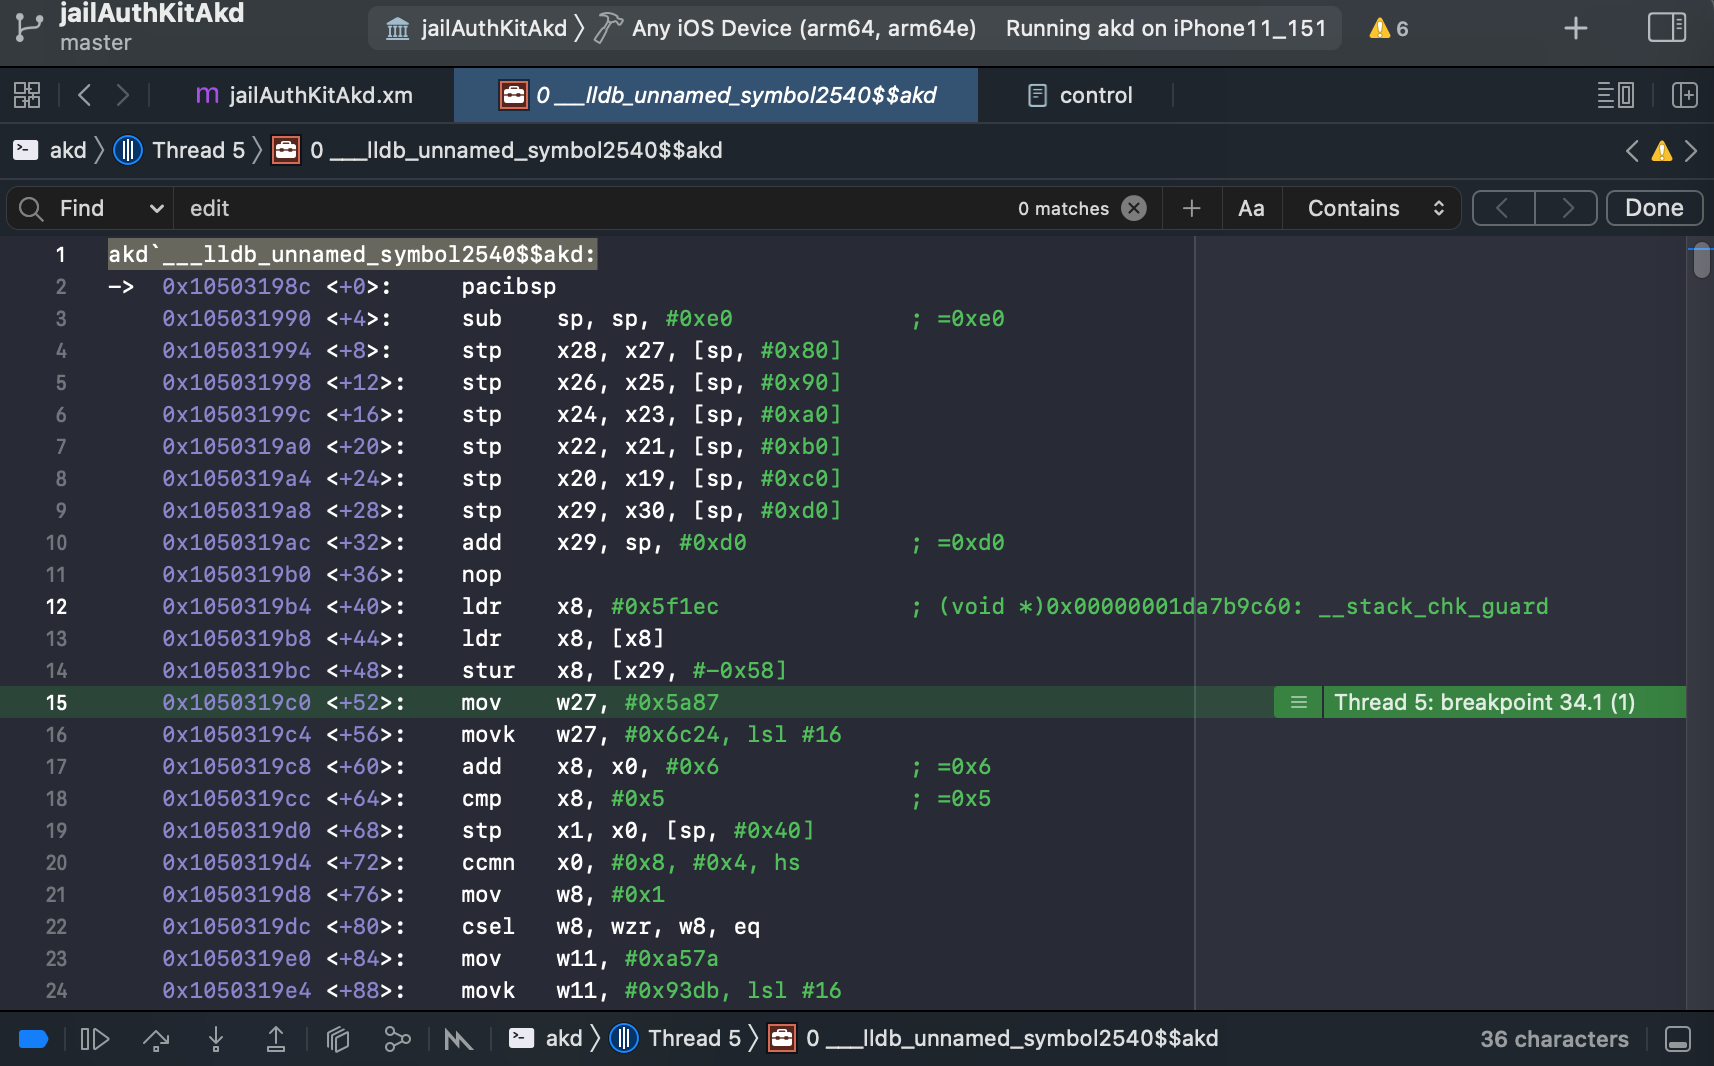 jailAuthKitAkd
master
jailAuthKitAkd
Any iOS Device (arm64, arm64e)
Running akd on iPhone11_151
6
jailAuthKitAkd.xm
0 ___lldb_unnamed_symbol2540$$akd
control
akd
Thread 5
0 ___lldb_unnamed_symbol2540$$akd
Find
edit
0 matches
Aa
Contains
Done
1 akd`___lldb_unnamed_symbol2540$$akd:
2 -> 0x10503198c <+0>: pacibsp
3 0x105031990 <+4>: sub sp, sp, #0xe0 ; =0xe0
4 0x105031994 <+8>: stp x28, x27, [sp, #0x80]
5 0x105031998 <+12>: stp x26, x25, [sp, #0x90]
6 0x10503199c <+16>: stp x24, x23, [sp, #0xa0]
7 0x1050319a0 <+20>: stp x22, x21, [sp, #0xb0]
8 0x1050319a4 <+24>: stp x20, x19, [sp, #0xc0]
9 0x1050319a8 <+28>: stp x29, x30, [sp, #0xd0]
10 0x1050319ac <+32>: add x29, sp, #0xd0 ; =0xd0
11 0x1050319b0 <+36>: nop
12 0x1050319b4 <+40>: ldr x8, #0x5f1ec ; (void *)0x00000001da7b9c60: __stack_chk_guard
13 0x1050319b8 <+44>: ldr x8, [x8]
14 0x1050319bc <+48>: stur x8, [x29, #-0x58]
15 0x1050319c0 <+52>: mov w27, #0x5a87 Thread 5: breakpoint 34.1 (1)
16 0x1050319c4 <+56>: movk w27, #0x6c24, lsl #16
17 0x1050319c8 <+60>: add x8, x0, #0x6 ; =0x6
18 0x1050319cc <+64>: cmp x8, #0x5 ; =0x5
19 0x1050319d0 <+68>: stp x1, x0, [sp, #0x40]
20 0x1050319d4 <+72>: ccmn x0, #0x8, #0x4, hs
21 0x1050319d8 <+76>: mov w8, #0x1
22 0x1050319dc <+80>: csel w8, wzr, w8, eq
23 0x1050319e0 <+84>: mov w11, #0xa57a
24 0x1050319e4 <+88>: movk w11, #0x93db, lsl #16
akd
Thread 5
0 ___lldb_unnamed_symbol2540$$akd
36 characters